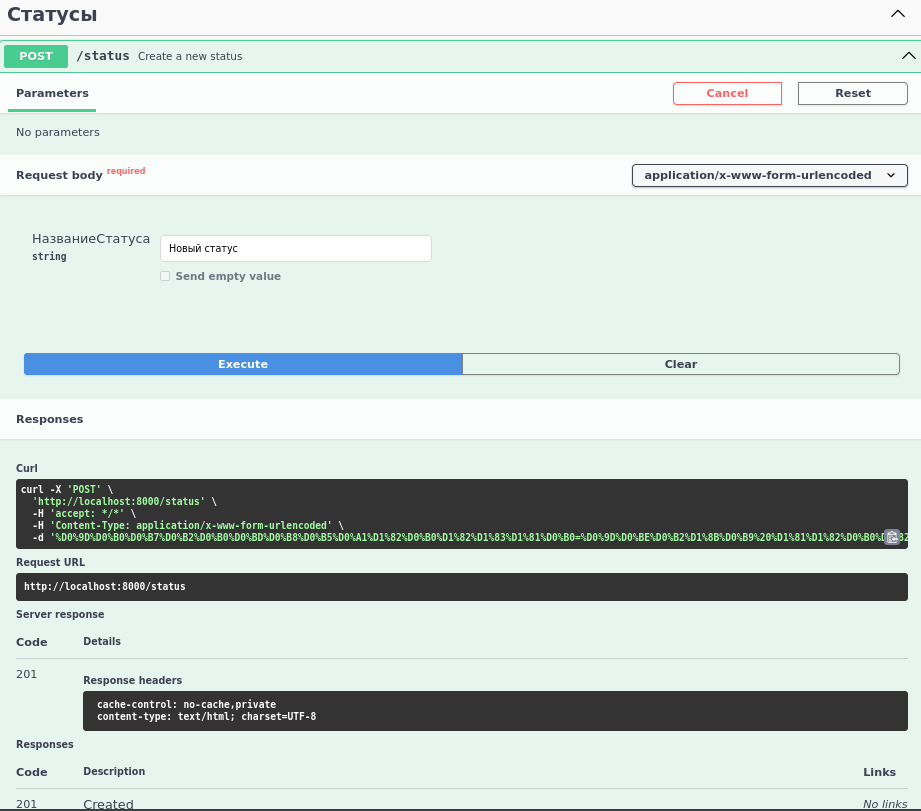 Статусы
POST /status Create a new status
Parameters Cancel Reset
No parameters
Request body required application/x-www-form-urlencoded
НазваниеСтатуса Новый статус
string
Send empty value
Execute Clear
Responses
Curl
curl -X 'POST' \
'http://localhost:8000/status' \
-H 'accept: */*' \
-H 'Content-Type: application/x-www-form-urlencoded' \
-d '%D0%9D%D0%B0%D0%B7%D0%B2%D0%B0%D0%BD%D0%B8%D0%B5%D0%A1%D1%82%D0%B0%D1%82%D1%83%D1%81%D0%B0=%D0%9D%D0%BE%D0%B2%D1%8B%D0%B9%20%D1%81%D1%82%D0%B0%D
Request URL
http://localhost:8000/status
Server response
Code Details
201
Response headers
cache-control: no-cache,private
content-type: text/html; charset=UTF-8
Responses
Code Description Links
201 Created No links